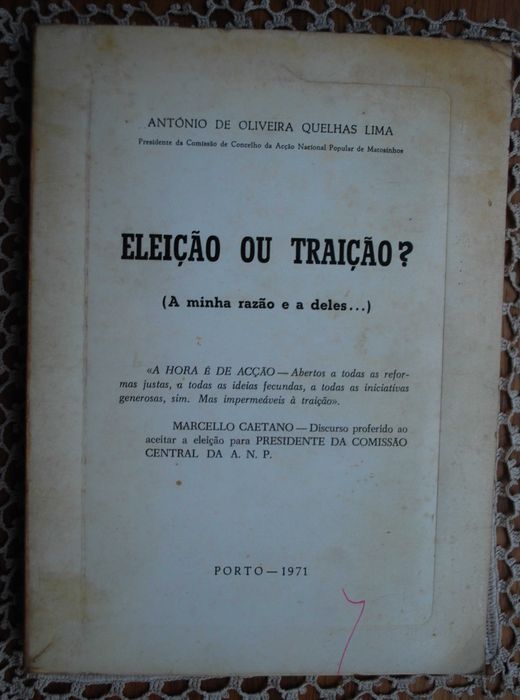 ANTÓNIO DE OLIVEIRA QUELHAS LIMA
Presidente da Comissão de Concelho da Acção Nacional Popular de Matosinhos
ELEIÇÃO OU TRAIÇÃO?
(A minha razão e a deles...)
«A HORA É DE ACÇÃO — Abertos a todas as refor-
mas justas, a todas as ideias fecundas, a todas as iniciativas
generosas, sim. Mas impermeáveis à traição».
MARCELLO CAETANO — Discurso proferido ao
aceitar a eleição para PRESIDENTE DA COMISSÃO
CENTRAL DA A. N. P.
PORTO — 1971